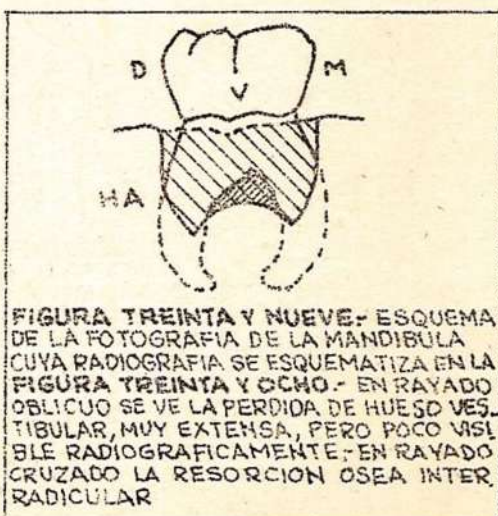 D M
V
HA
FIGURA TREINTA Y NUEVE.- ESQUEMA
DE LA FOTOGRAFIA DE LA MANDIBULA
CUYA RADIOGRAFIA SE ESQUEMATIZA EN LA
FIGURA TREINTA Y OCHO.- EN RAYADO
OBLICUO SE VE LA PERDIDA DE HUESO VES_
TIBULAR, MUY EXTENSA, PERO POCO VISI
BLE RADIOGRAFICAMENTE.- EN RAYADO
CRUZADO LA RESORCION OSEA INTER
RADICULAR